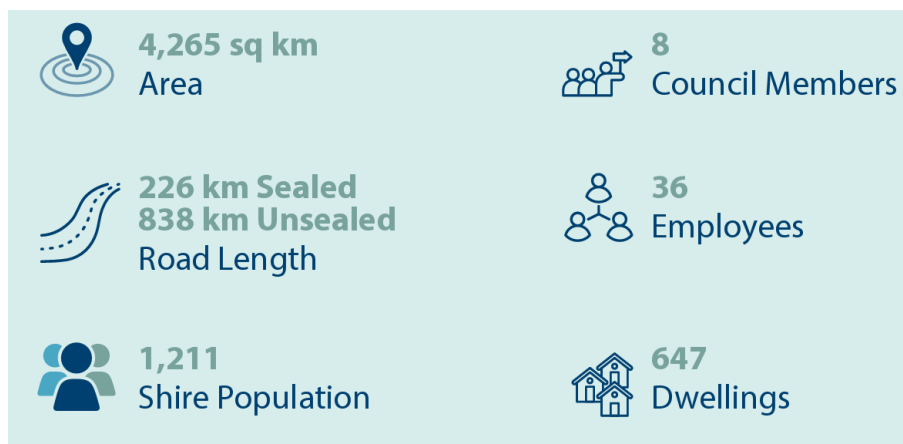 4,265 sq km
Area
8
Council Members
226 km Sealed
838 km Unsealed
Road Length
36
Employees
1,211
Shire Population
647
Dwellings